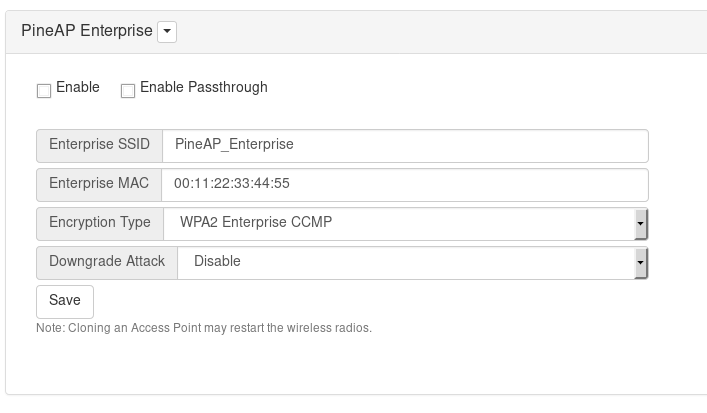 PineAP Enterprise
Enable Enable Passthrough
Enterprise SSID PineAP_Enterprise
Enterprise MAC 00:11:22:33:44:55
Encryption Type WPA2 Enterprise CCMP
Downgrade Attack Disable
Save
Note: Cloning an Access Point may restart the wireless radios.